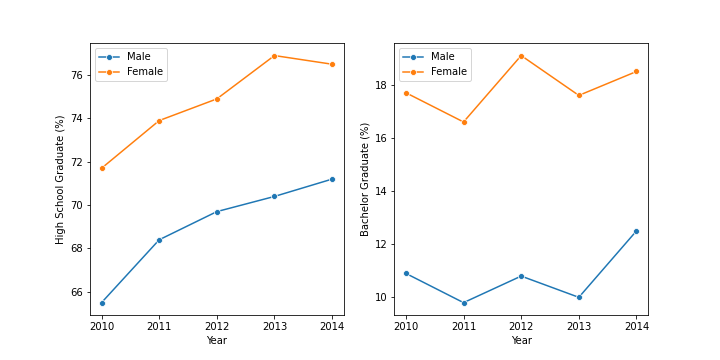 Male
Female
High School Graduate (%)
76
74
72
70
68
66
2010 2011 2012 2013 2014
Year
Male
Female
Bachelor Graduate (%)
18
16
14
12
10
2010 2011 2012 2013 2014
Year